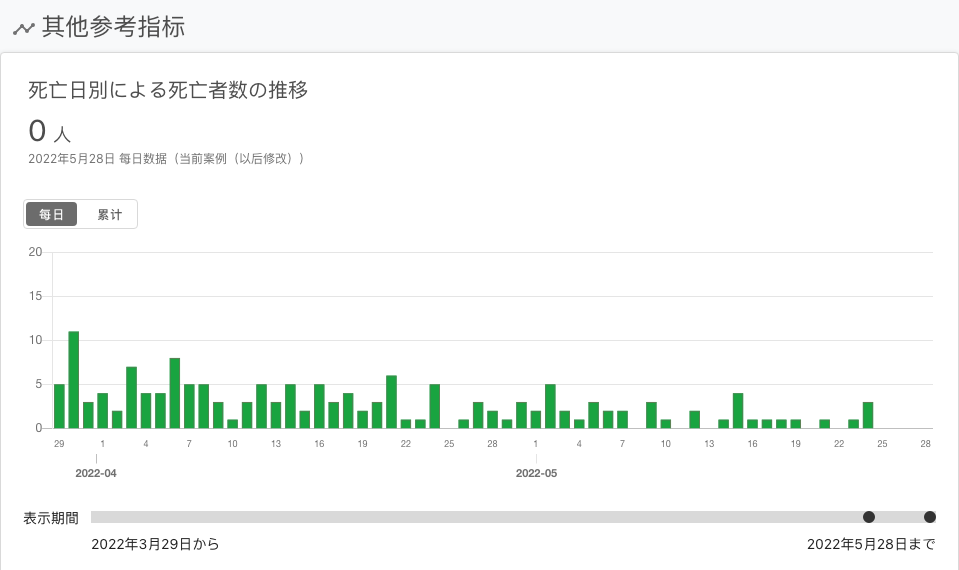 其他参考指标
死亡日別による死亡者数の推移
0 人
2022年5月28日 每日数据（当前案例（以后修改））
每日 累计
20
15
10
5
0
29 1 4 7 10 13 16 19 22 25 28 1 4 7 10 13 16 19 22 25 28
2022-04 2022-05
表示期間
2022年3月29日から 2022年5月28日まで